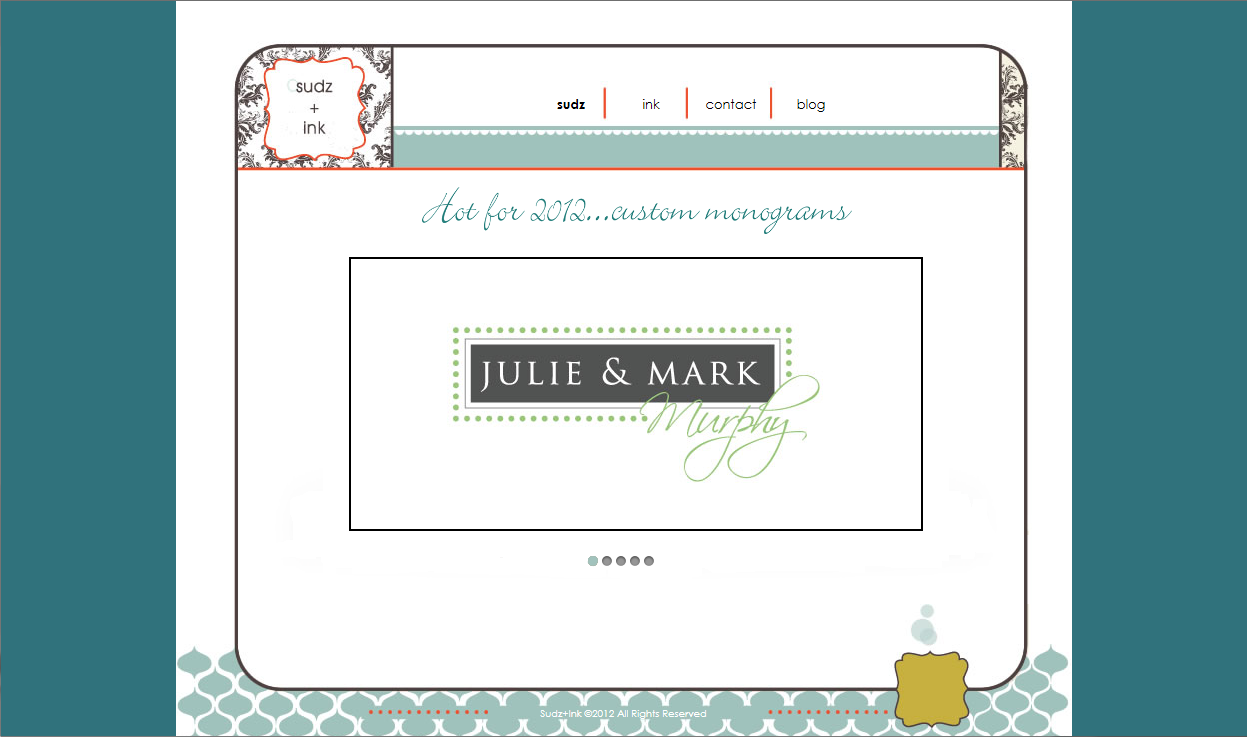 sudz
+
ink
sudz ink contact blog
Hot for 2012...custom monograms
JULIE & MARK
Murphy
Sudz+Ink ©2012 All Rights Reserved